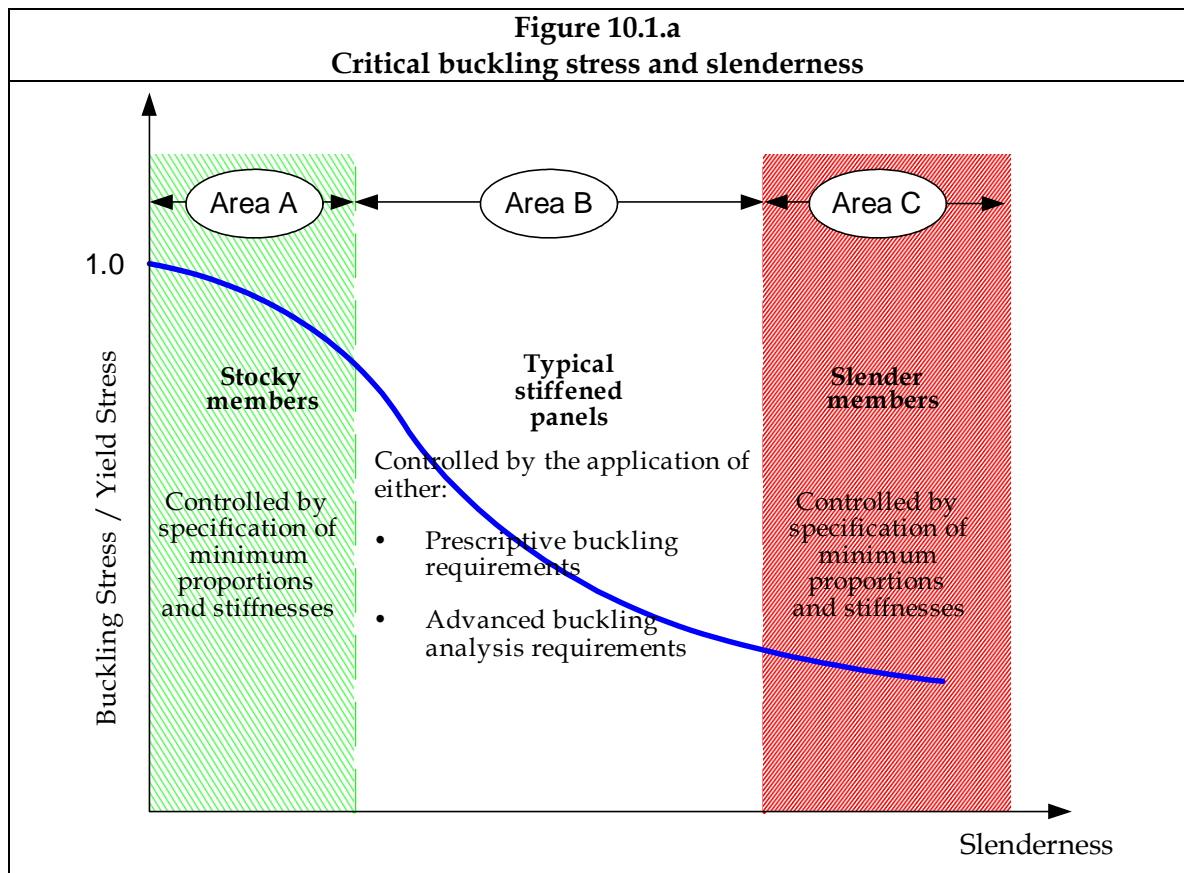 Figure 10.1.a
Critical buckling stress and slenderness
Area A
Area B
Area C
1.0
Buckling Stress / Yield Stress
Stocky
members
Controlled by
specification of
minimum
proportions
and stiffnesses
Typical
stiffened
panels
Controlled by the application of
either:
• Prescriptive buckling
requirements
• Advanced buckling
analysis requirements
Slender
members
Controlled by
specification of
minimum
proportions
and stiffnesses
Slenderness